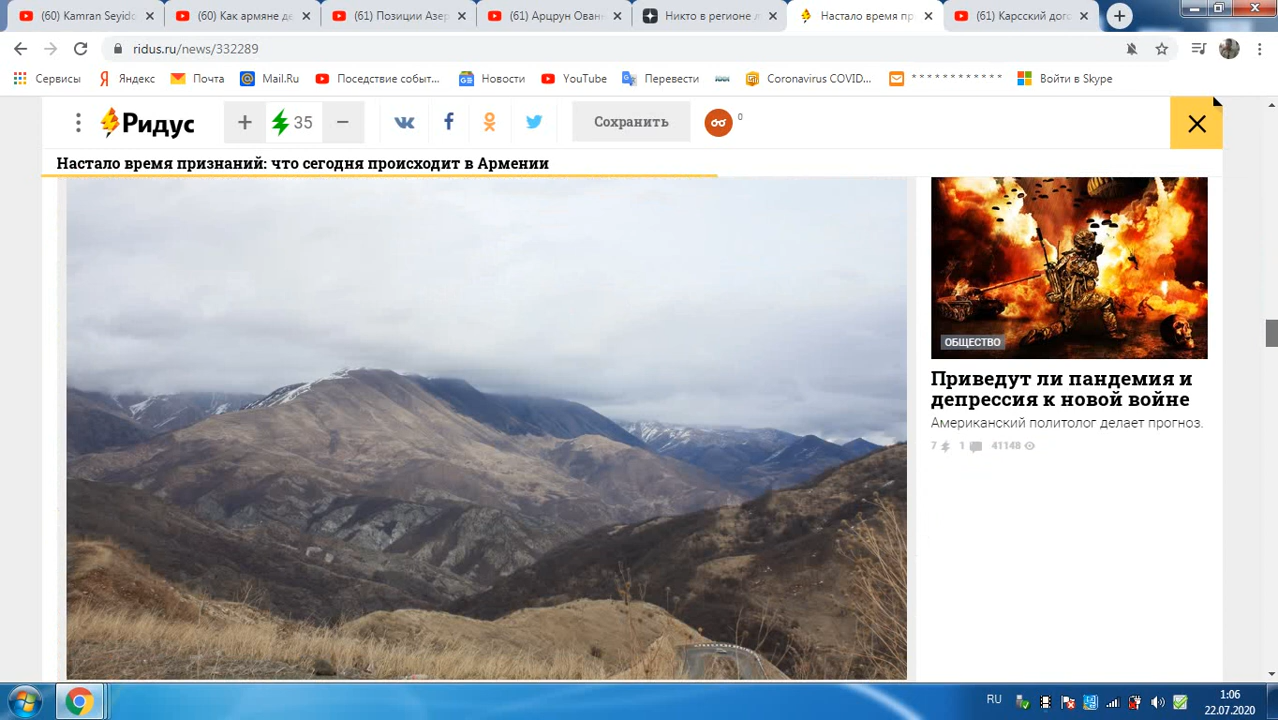 (60) Kamran Seyido
(60) Как армяне де
(61) Позиции Азер
(61) Арцрун Ован
Никто в регионе л
Настало время пр
(61) Карсский дог
ridus.ru/news/332289
Сервисы
Яндекс
Почта
Mail.Ru
Поседствие событ...
Новости
YouTube
Перевести
Coronavirus COVID...
* * * * * * * * * * * *
Войти в Skype
Ридус
+
35
−
Сохранить
0
Настало время признаний: что сегодня происходит в Армении
ОБЩЕСТВО
Приведут ли пандемия и
депрессия к новой войне
Американский политолог делает прогноз.
7
1
41148
RU
1:06
22.07.2020